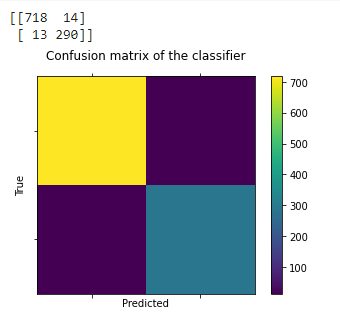 [[718  14]
 [ 13 290]]
Confusion matrix of the classifier
700
600
500
400
300
200
100
True
Predicted